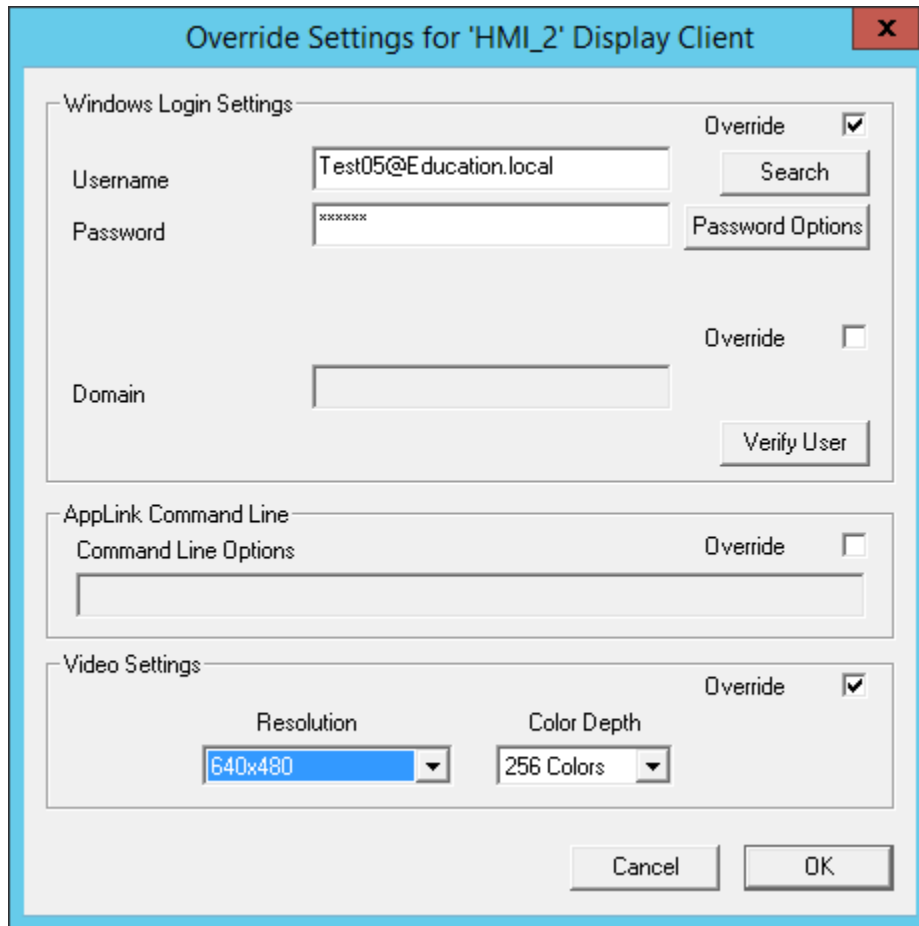 Override Settings for 'HMI_2' Display Client
x
Windows Login Settings
Override
Username
Test05@Education.local
Search
Password
xxxxxx
Password Options
Override
Domain
Verify User
AppLink Command Line
Command Line Options
Override
Video Settings
Override
Resolution
Color Depth
640x480
256 Colors
Cancel
OK